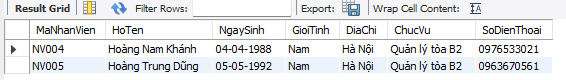 Result Grid Filter Rows: Export: Wrap Cell Content:
MaNhanVien HoTen NgaySinh GioiTinh DiaChi ChucVu SoDienThoai
NV004 Hoàng Nam Khánh 04-04-1988 Nam Hà Nội Quản lý tòa B2 0976533021
NV005 Hoàng Trung Dũng 05-05-1992 Nam Hà Nội Quản lý tòa B2 0963670561